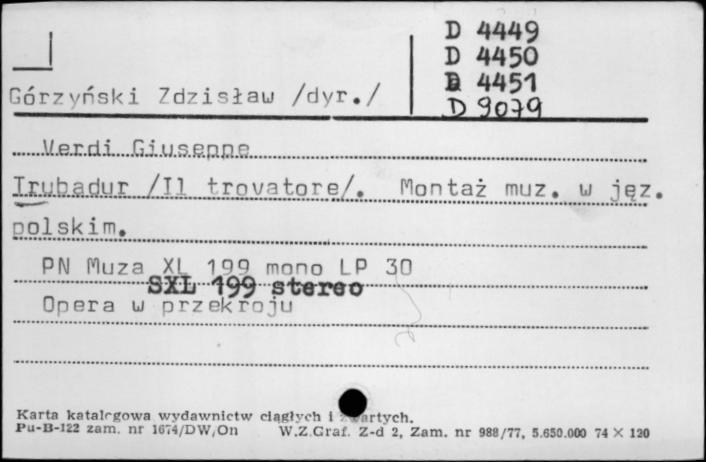 D 4449
D 4450
D 4451
D 9079
Górzyński Zdzisław /dyr./
Verdi Giuseppe
Trubadur /Il trovatore/. Montaż muz. w jęz.
polskim.
PN Muza XL 199 mono LP 30
SXL 199 stereo
Opera w przekroju
Karta katalogowa wydawnictw ciągłych i zwartych.
Pu-B-122 zam. nr 1674/DW/On W.Z.Graf. Z-d 2, Zam. nr 988/77, 5.650.000 74 × 120